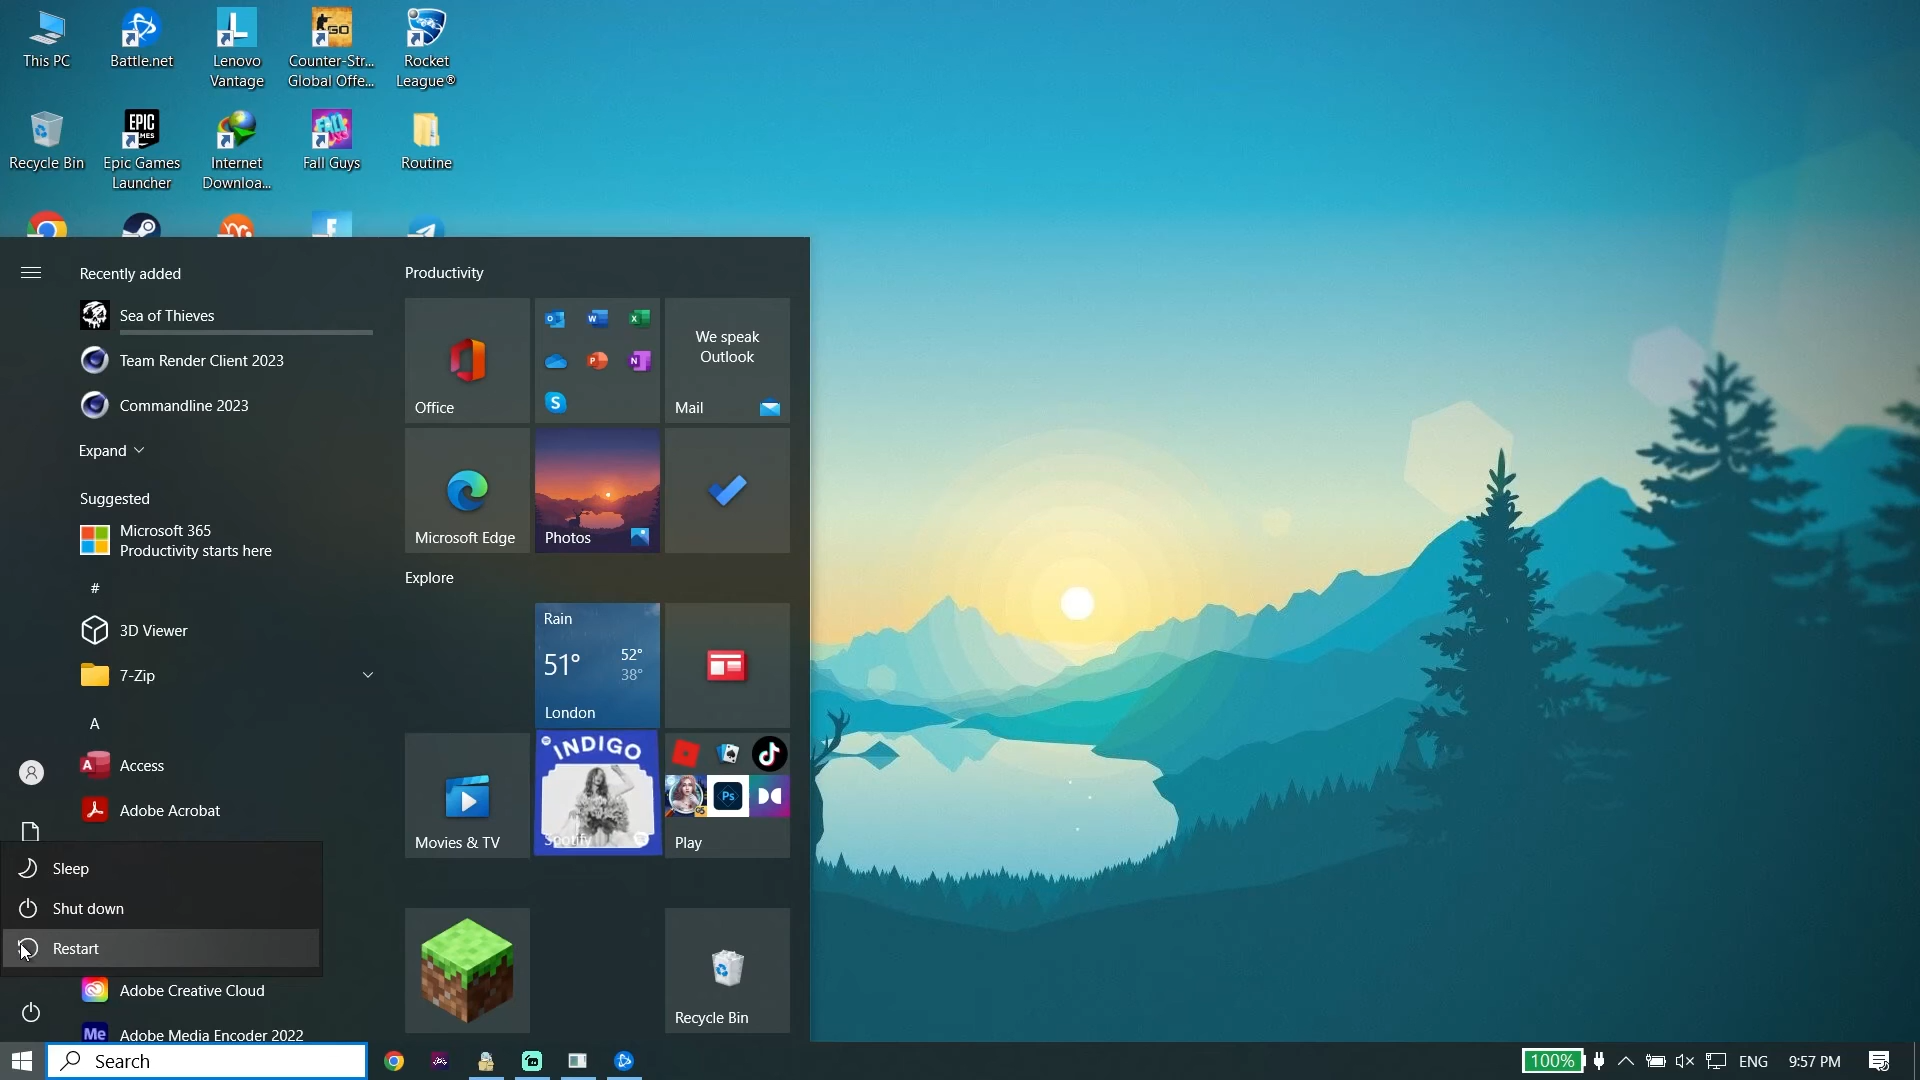 This PC
Battle.net
Lenovo
Vantage
Counter-Str...
Global Offe...
Rocket
League®
Recycle Bin
EPIC
GAMES
Epic Games
Launcher
Internet
Downloa...
FALL
Fall Guys
Routine
Recently added
Sea of Thieves
Team Render Client 2023
Commandline 2023
Expand
Suggested
Microsoft 365
Productivity starts here
#
3D Viewer
7-Zip
A
Access
Adobe Acrobat
Sleep
Shut down
Restart
Adobe Creative Cloud
Adobe Media Encoder 2022
Productivity
Office
We speak
Outlook
Mail
Microsoft Edge
Photos
Explore
Rain
51°
52°
38°
London
Movies & TV
INDIGO
Spotify
Ps
Play
Recycle Bin
Search
100%
ENG
9:57 PM